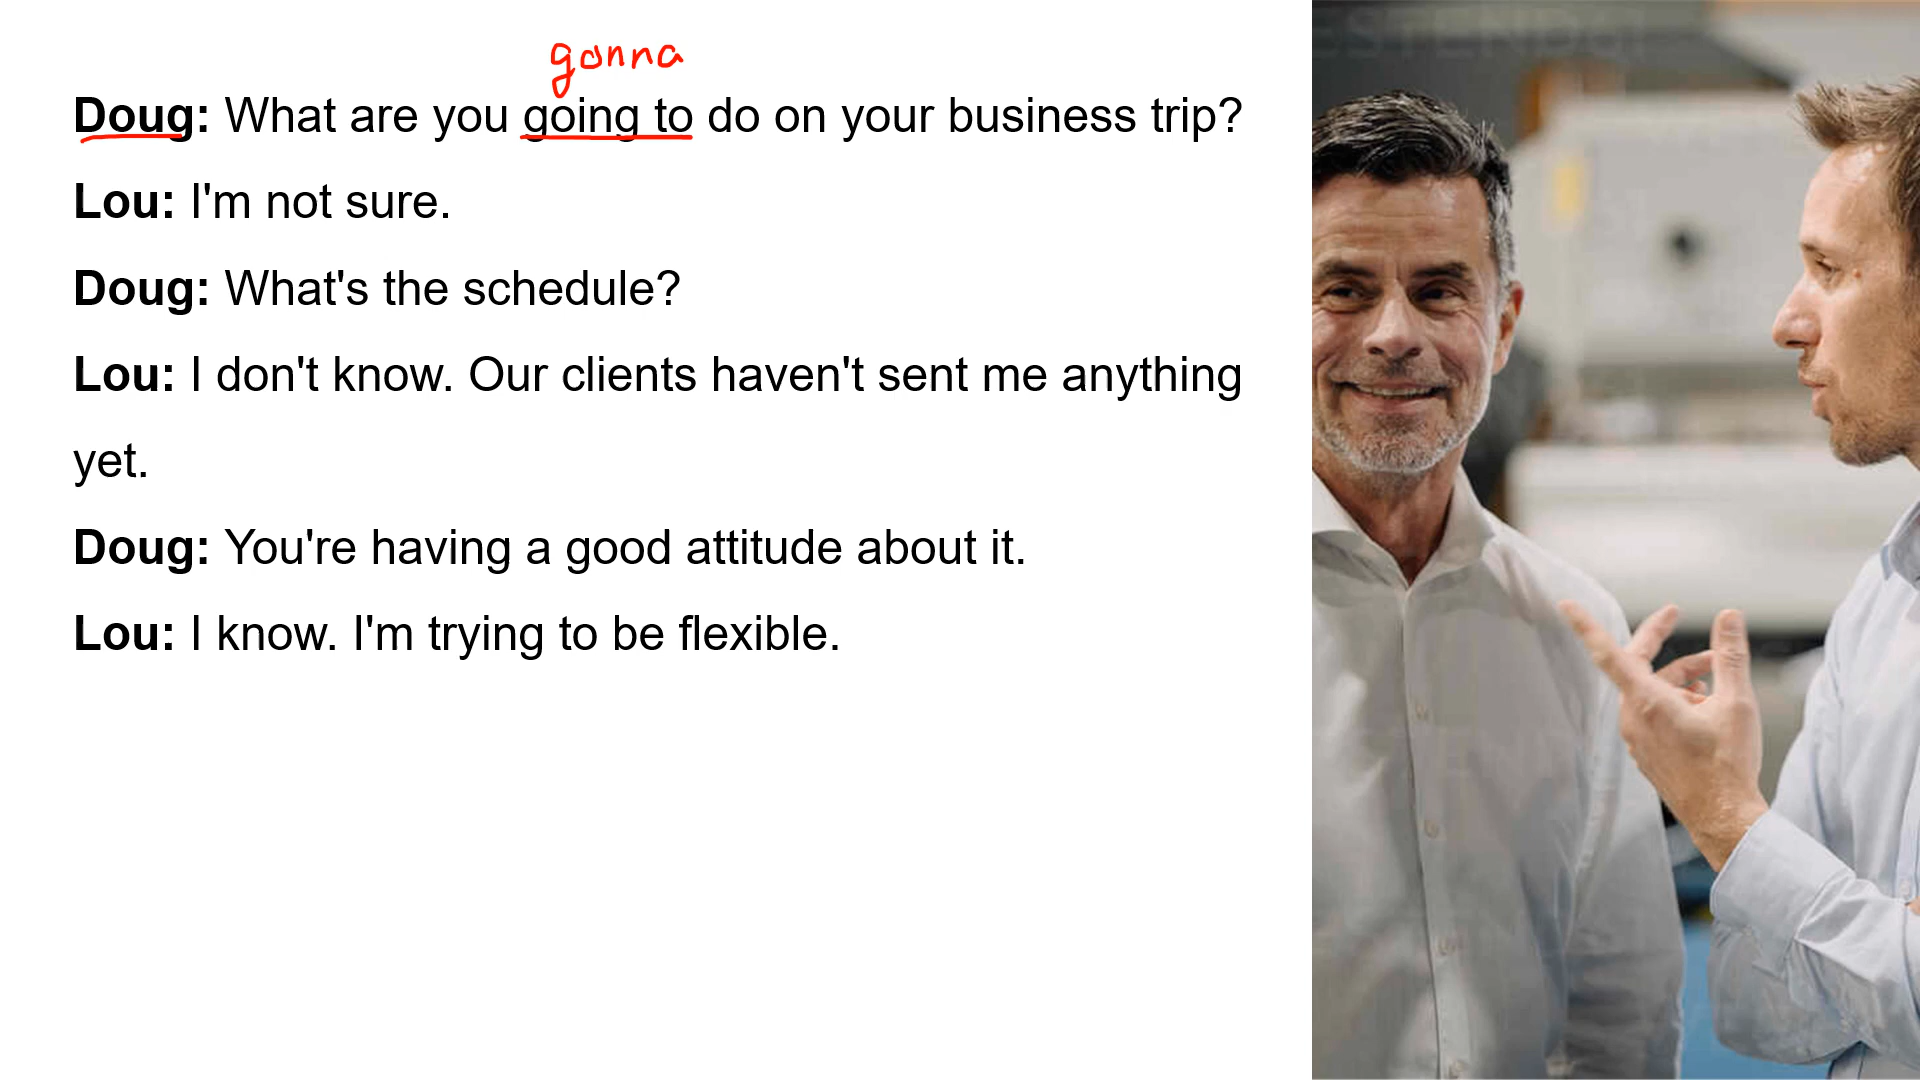 gonna
Doug: What are you going to do on your business trip?
Lou: I'm not sure.
Doug: What's the schedule?
Lou: I don't know. Our clients haven't sent me anything
yet.
Doug: You're having a good attitude about it.
Lou: I know. I'm trying to be flexible.